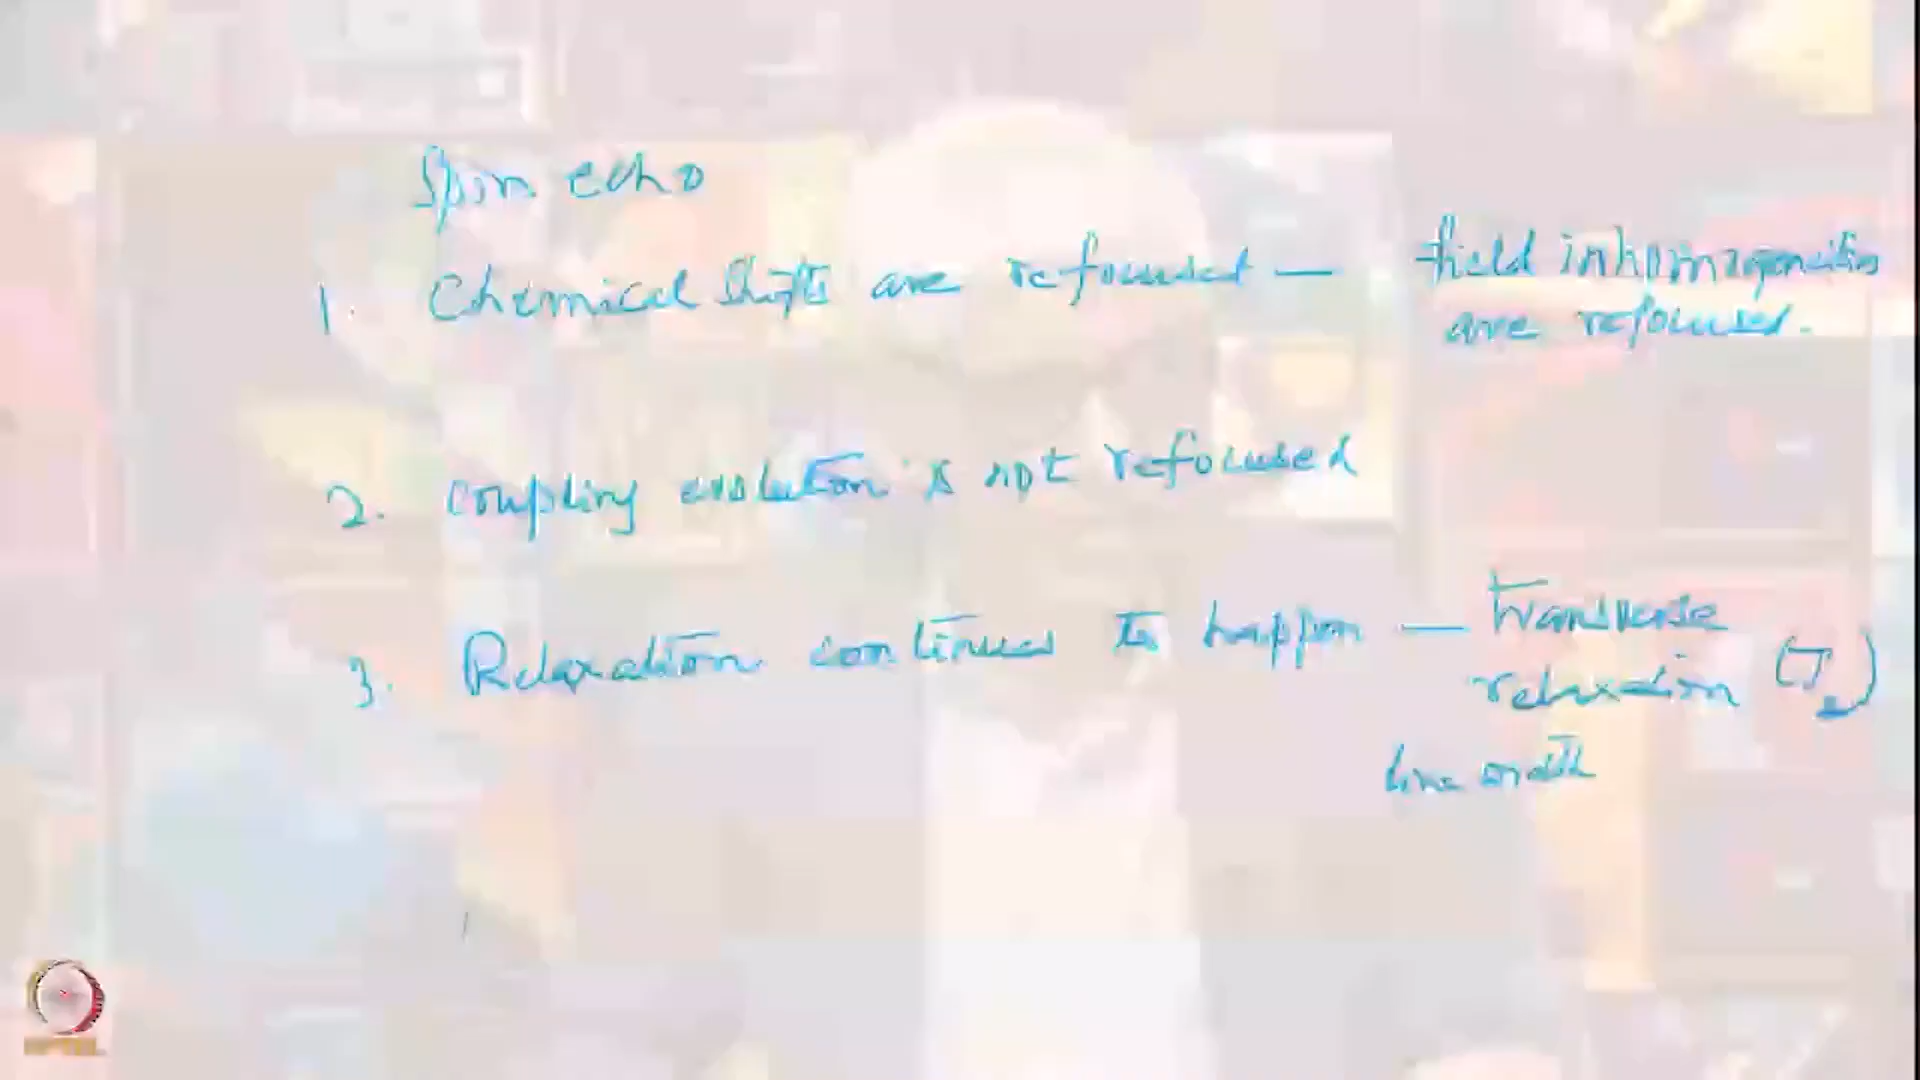 Spin echo
1. Chemical Shifts are refocused — field inhomogeneities
are refocused.
2. coupling evolution is not refocused
3. Relaxation continues to happen — transverse
relaxation (T2)
line width